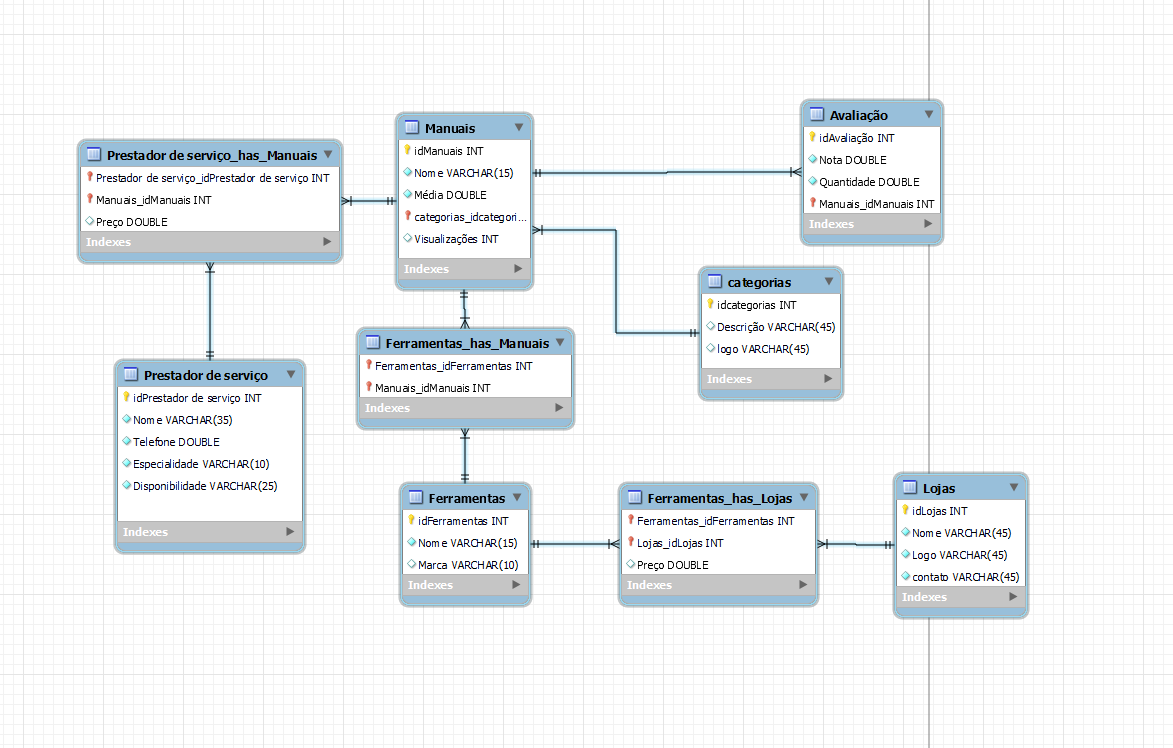 Prestador de serviço_has_Manuais
Prestador de serviço_idPrestador de serviço INT
Manuais_idManuais INT
Preço DOUBLE
Indexes
Manuais
idManuais INT
Nome VARCHAR(15)
Média DOUBLE
categorias_idcategori...
Visualizações INT
Indexes
Avaliação
idAvaliação INT
Nota DOUBLE
Quantidade DOUBLE
Manuais_idManuais INT
Indexes
categorias
idcategorias INT
Descrição VARCHAR(45)
logo VARCHAR(45)
Indexes
Prestador de serviço
idPrestador de serviço INT
Nome VARCHAR(35)
Telefone DOUBLE
Especialidade VARCHAR(10)
Disponibilidade VARCHAR(25)
Indexes
Ferramentas_has_Manuais
Ferramentas_idFerramentas INT
Manuais_idManuais INT
Indexes
Ferramentas
idFerramentas INT
Nome VARCHAR(15)
Marca VARCHAR(10)
Indexes
Ferramentas_has_Lojas
Ferramentas_idFerramentas INT
Lojas_idLojas INT
Preço DOUBLE
Indexes
Lojas
idLojas INT
Nome VARCHAR(45)
Logo VARCHAR(45)
contato VARCHAR(45)
Indexes